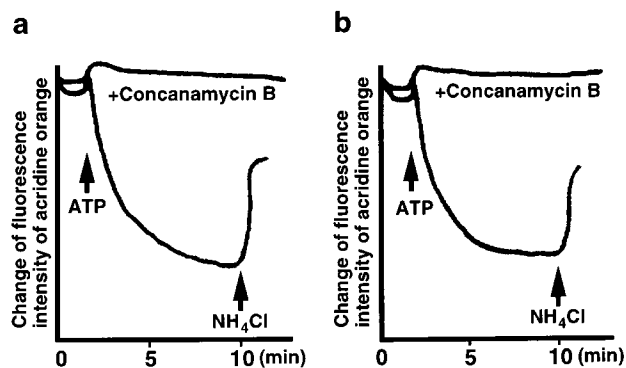 a
Change of fluorescence
intensity of acridine orange
+Concanamycin B
ATP
NH4Cl
0
5
10 (min)
b
Change of fluorescence
intensity of acridine orange
+Concanamycin B
ATP
NH4Cl
0
5
10 (min)